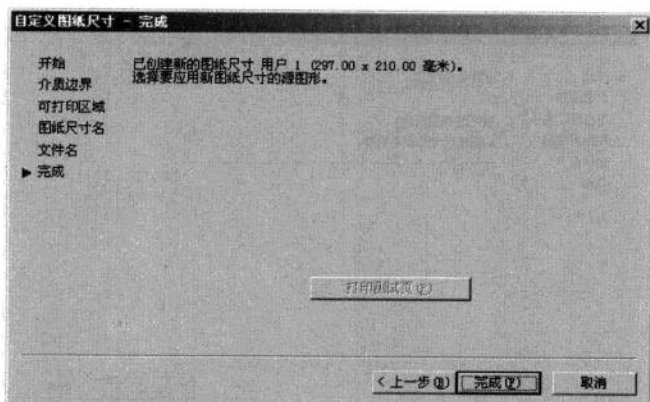 自定义图纸尺寸 - 完成
开始
介质边界
可打印区域
图纸尺寸名
文件名
▶ 完成
已创建新的图纸尺寸 用户 1 (297.00 x 210.00 毫米)。
选择要应用新图纸尺寸的源图形。
打印测试页(P)
< 上一步(B)
完成(F)
取消